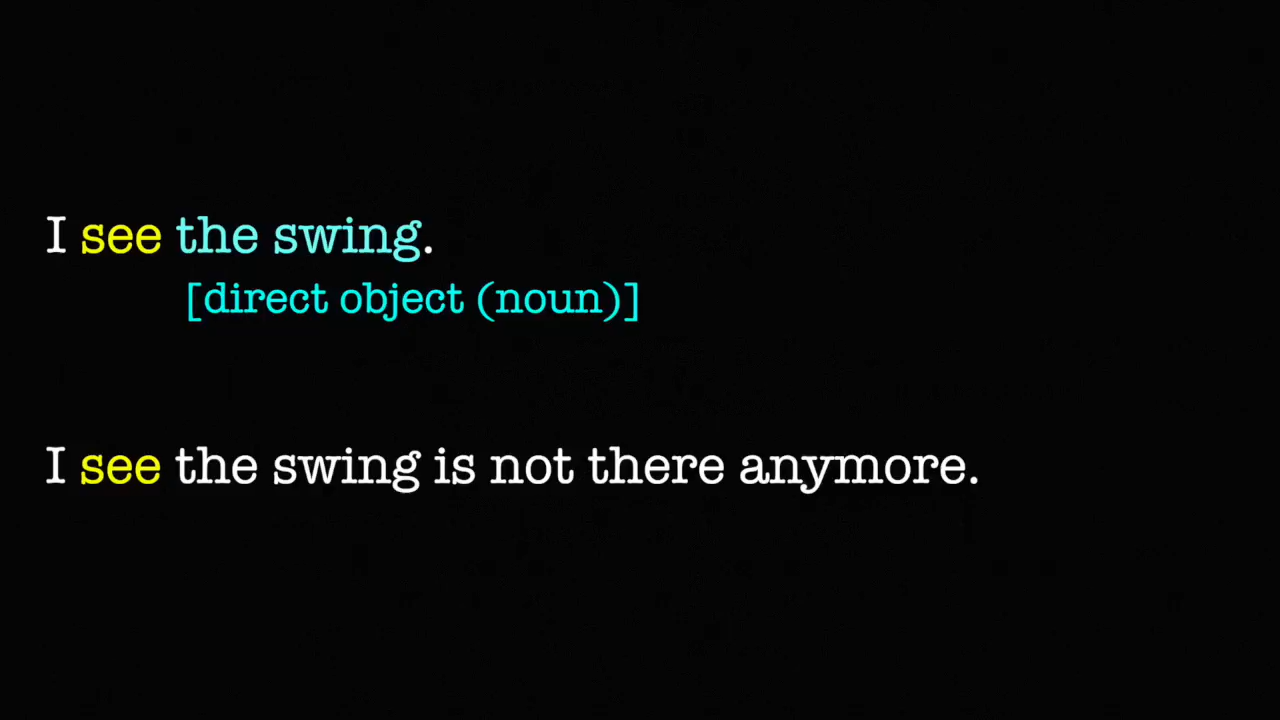 I see the swing.
[direct object (noun)]
I see the swing is not there anymore.